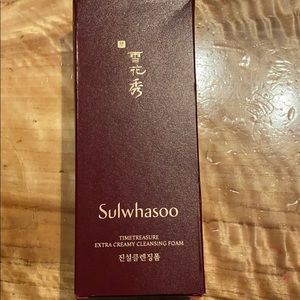 雪花秀
Sulwhasoo
TIMETREASURE
EXTRA CREAMY CLEANSING FOAM
진설클렌징폼